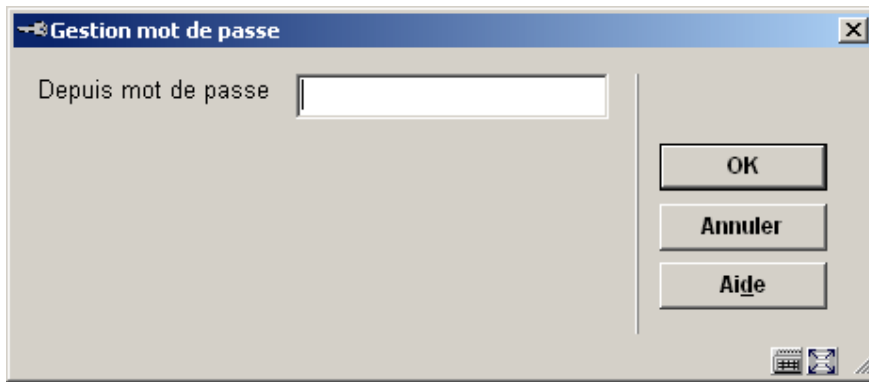 Gestion mot de passe
Depuis mot de passe
OK
Annuler
Aide